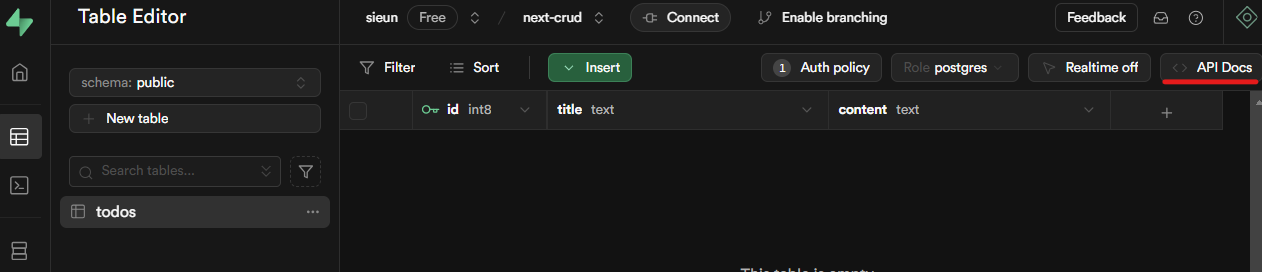 Table Editor
sieun Free / next-crud Connect Enable branching Feedback
schema: public
Filter Sort Insert 1 Auth policy Role postgres Realtime off API Docs
New table
id int8 title text content text
Search tables...
todos
This table is empty